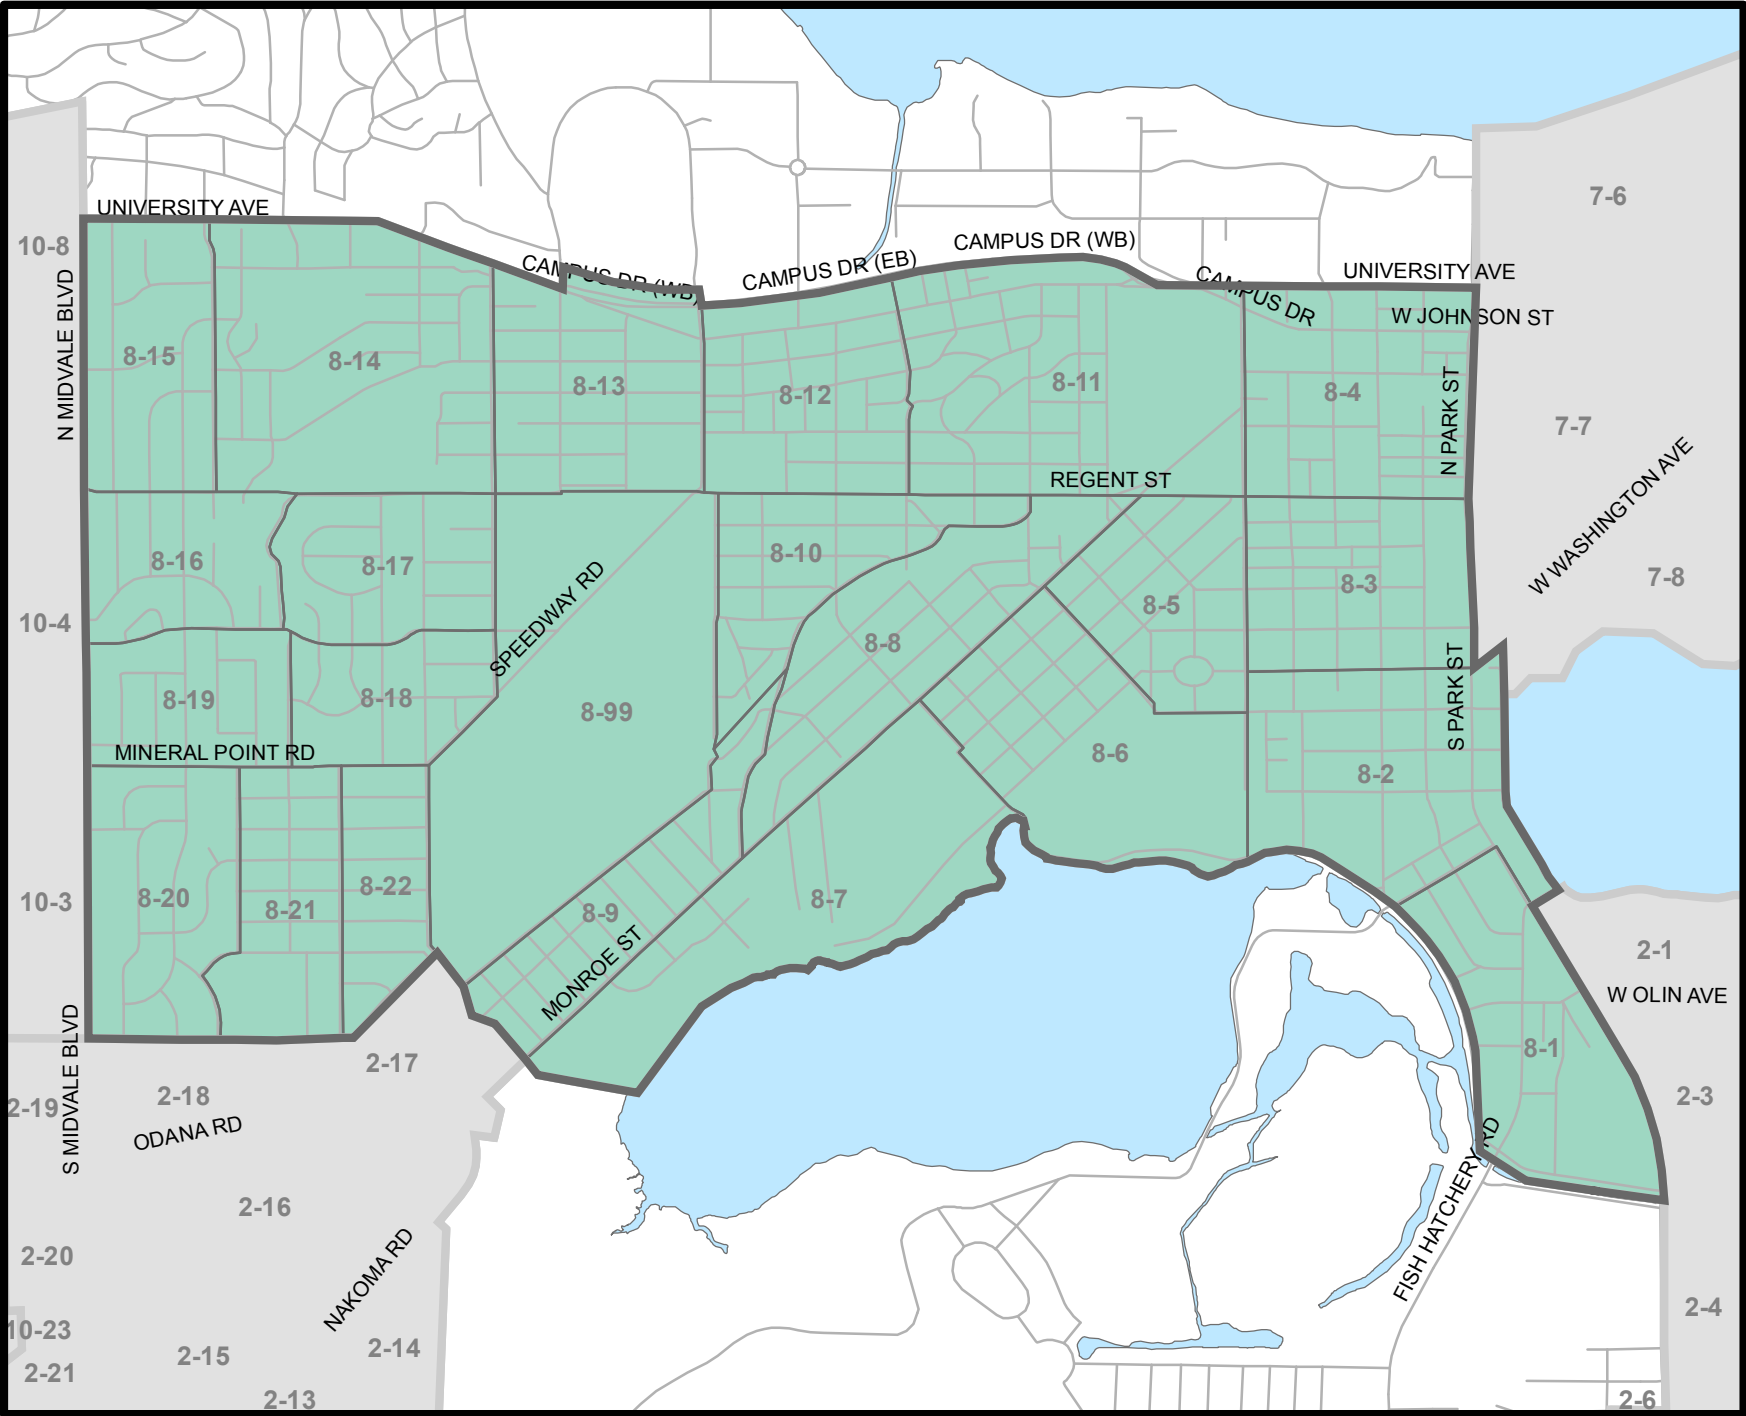 7-6
UNIVERSITY AVE
10-8
CAMPUS DR (WB)
CAMPUS DR (EB)
CAMPUS DR (WB)
CAMPUS DR
UNIVERSITY AVE
W JOHNSON ST
N MIDVALE BLVD
8-15
8-14
8-13
8-12
8-11
8-4
N PARK ST
7-7
W WASHINGTON AVE
REGENT ST
8-16
8-17
8-10
8-3
7-8
SPEEDWAY RD
8-5
10-4
8-8
8-19
8-18
8-99
S PARK ST
MINERAL POINT RD
8-6
8-2
10-3
8-20
8-21
8-22
8-9
8-7
MONROE ST
2-1
W OLIN AVE
S MIDVALE BLVD
8-1
2-17
2-19
2-18
2-3
ODANA RD
2-16
FISH HATCHERY RD
2-20
NAKOMA RD
2-4
10-23
2-21
2-15
2-14
2-13
2-6